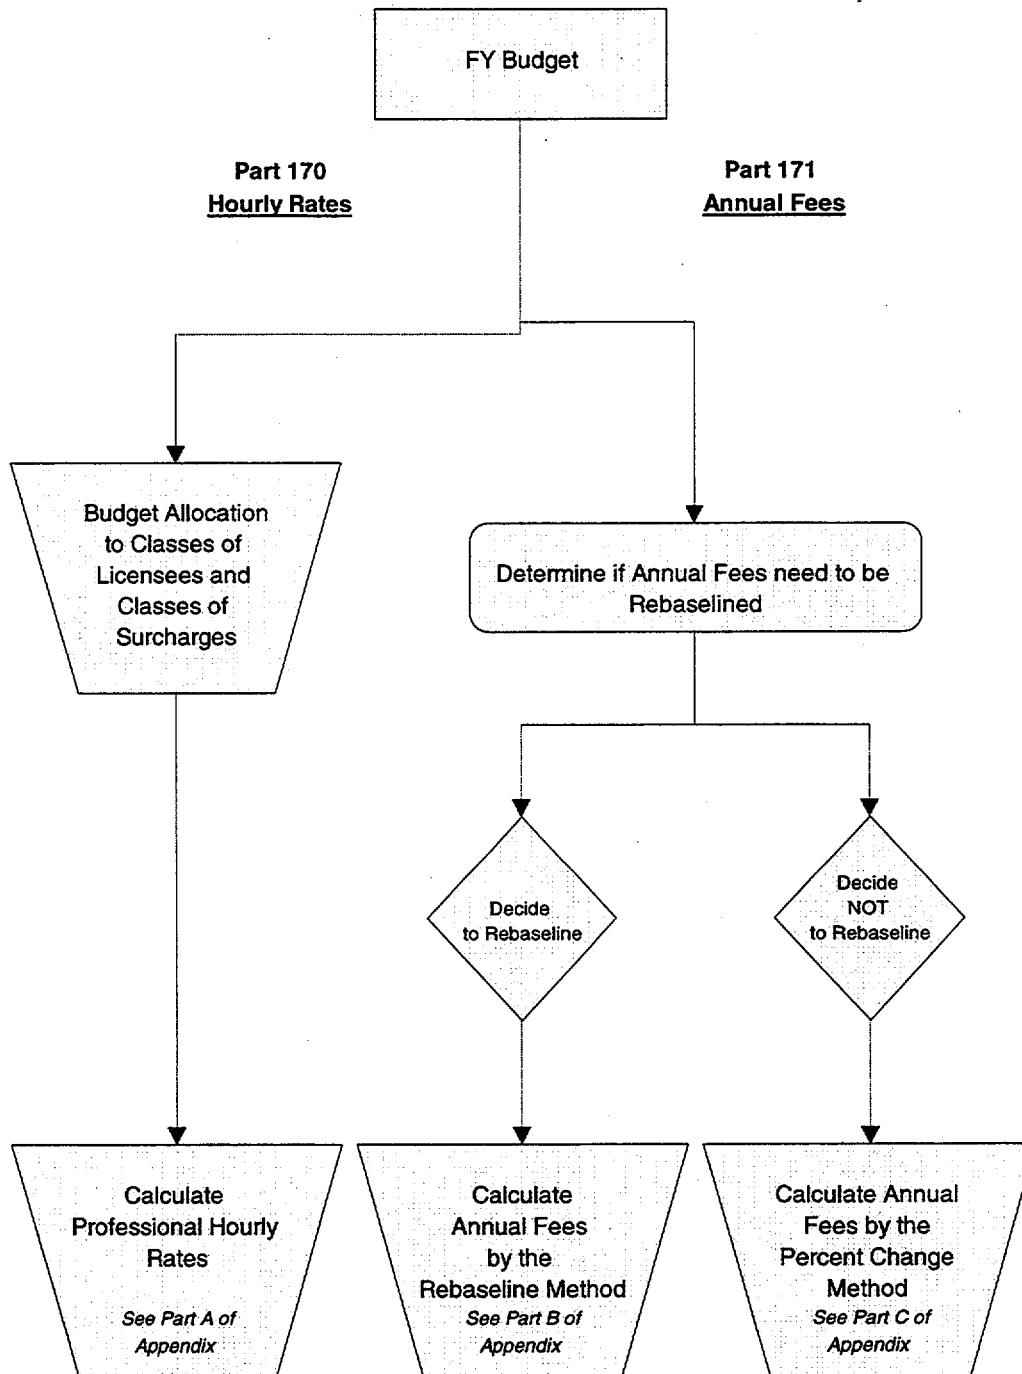 FY Budget
Part 170
Hourly Rates
Part 171
Annual Fees
Budget Allocation
to Classes of
Licensees and
Classes of
Surcharges
Determine if Annual Fees need to be
Rebaselined
Decide
to Rebaseline
Decide
NOT
to Rebaseline
Calculate
Professional Hourly
Rates
See Part A of
Appendix
Calculate
Annual Fees
by the
Rebaseline Method
See Part B of
Appendix
Calculate Annual
Fees by the
Percent Change
Method
See Part C of
Appendix